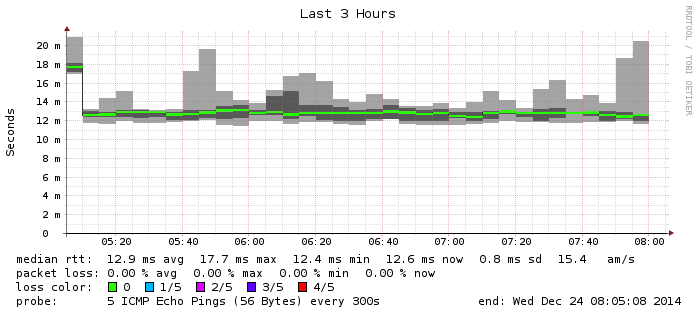 Last 3 Hours
RRDTOOL / TOBI OETIKER
Seconds
20 m
18 m
16 m
14 m
12 m
10 m
8 m
6 m
4 m
2 m
0
05:20 05:40 06:00 06:20 06:40 07:00 07:20 07:40 08:00
median rtt: 12.9 ms avg 17.7 ms max 12.4 ms min 12.6 ms now 0.8 ms sd 15.4 am/s
packet loss: 0.00 % avg 0.00 % max 0.00 % min 0.00 % now
loss color: 0 1/5 2/5 3/5 4/5
probe: 5 ICMP Echo Pings (56 Bytes) every 300s end: Wed Dec 24 08:05:08 2014